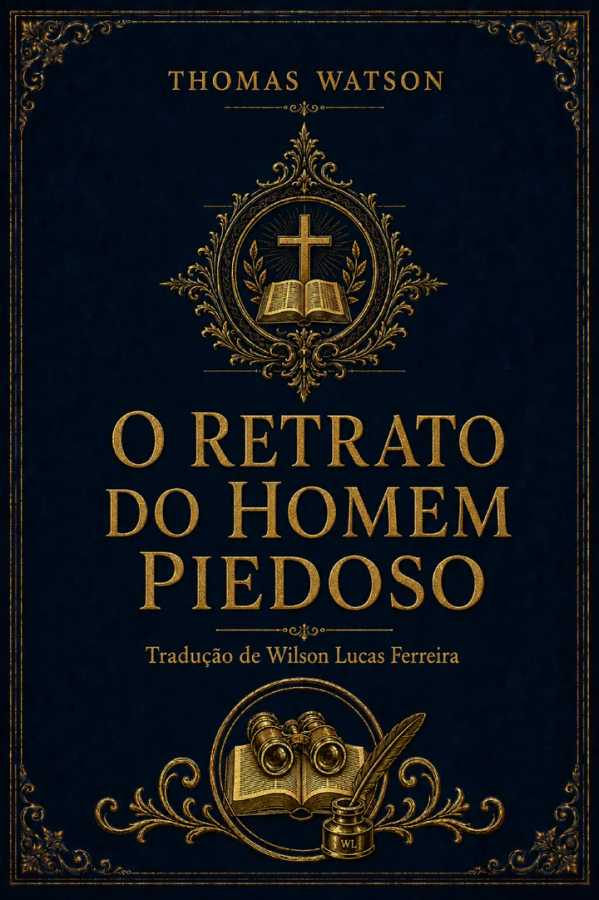 THOMAS WATSON
O RETRATO
DO HOMEM
PIEDOSO
Tradução de Wilson Lucas Ferreira
WL